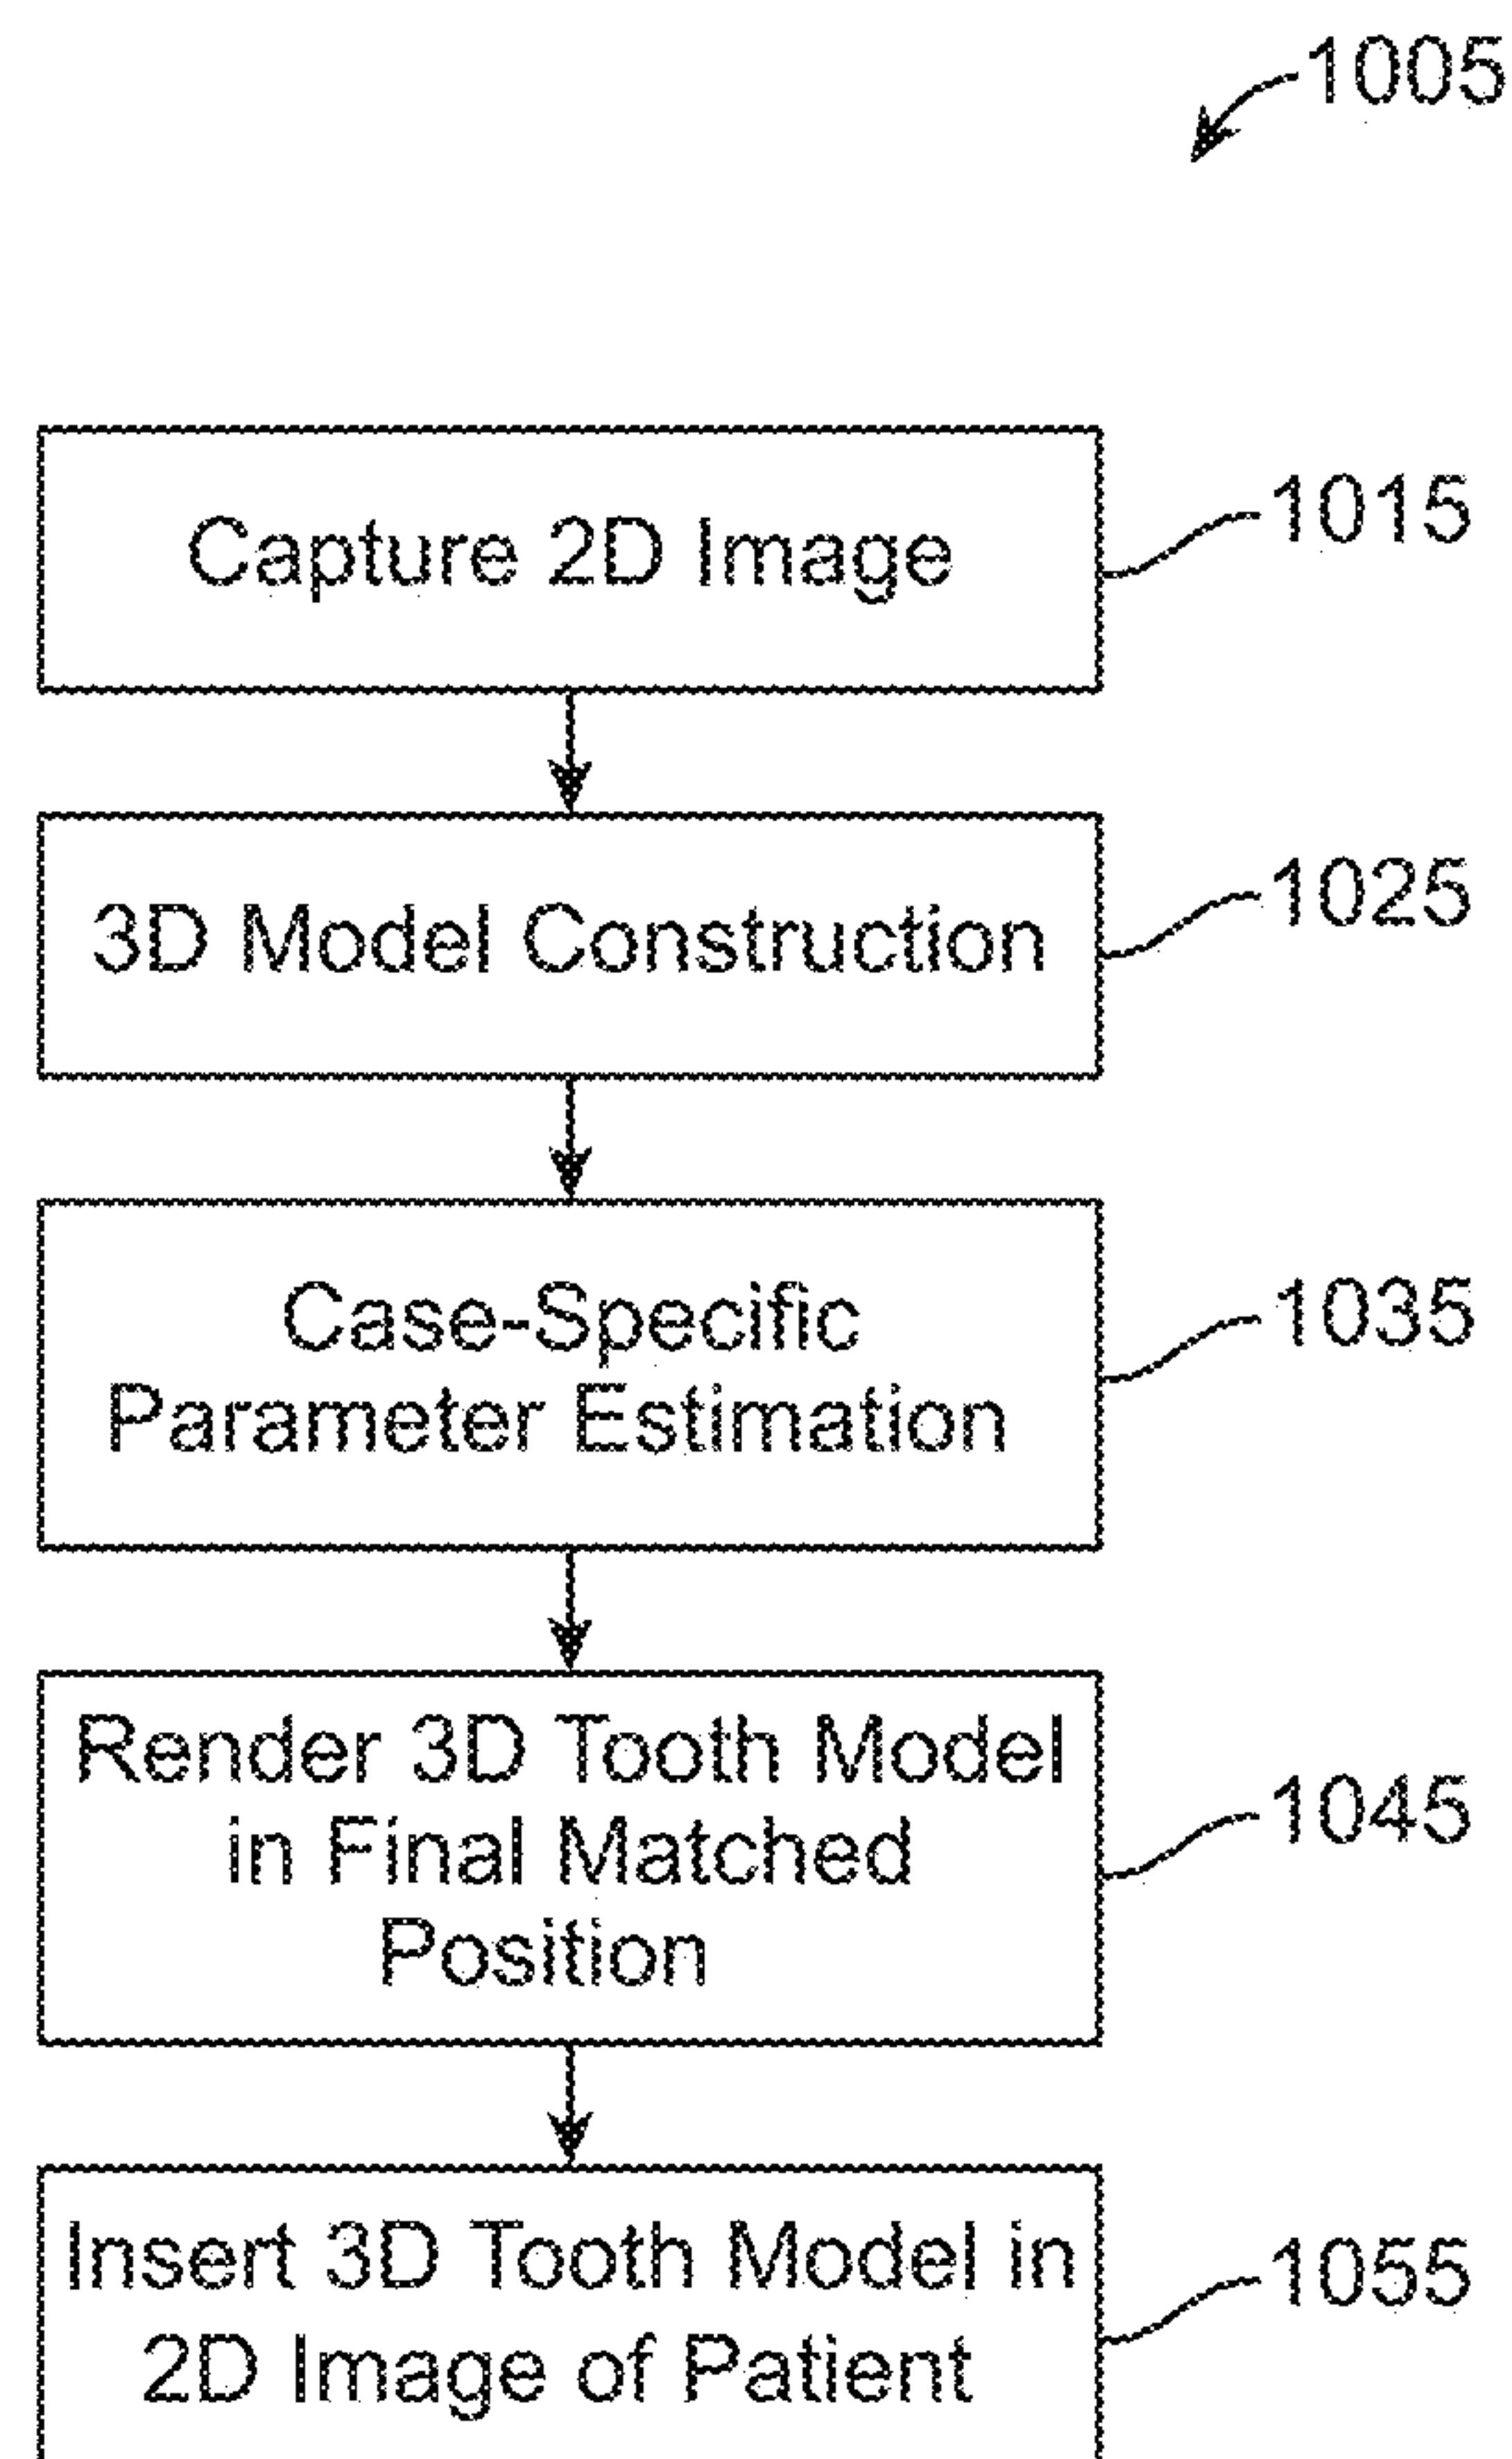 1005
Capture 2D Image
1015
3D Model Construction
1025
Case-Specific
Parameter Estimation
1035
Render 3D Tooth Model
in Final Matched
Position
1045
Insert 3D Tooth Model in
2D Image of Patient
1055